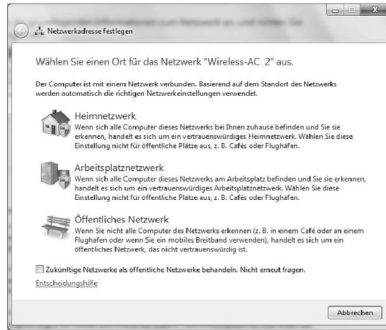 Netzwerkadresse festlegen
Wählen Sie einen Ort für das Netzwerk "Wireless-AC 2" aus.
Der Computer ist mit einem Netzwerk verbunden. Basierend auf dem Standort des Netzwerks
werden automatisch die richtigen Netzwerkeinstellungen verwendet.
Heimnetzwerk
Wenn sich alle Computer dieses Netzwerks bei Ihnen zuhause befinden und Sie sie
erkennen, handelt es sich um ein vertrauenswürdiges Heimnetzwerk. Wählen Sie diese
Einstellung nicht für öffentliche Plätze aus, z. B. Cafés oder Flughäfen.
Arbeitsplatznetzwerk
Wenn sich alle Computer dieses Netzwerks am Arbeitsplatz befinden und Sie sie erkennen,
handelt es sich um ein vertrauenswürdiges Arbeitsplatznetzwerk. Wählen Sie diese
Einstellung nicht für öffentliche Plätze aus, z. B. Cafés oder Flughäfen.
Öffentliches Netzwerk
Wenn Sie nicht alle Computer des Netzwerks erkennen (z. B. in einem Café oder an einem
Flughafen oder wenn Sie ein mobiles Breitband verwenden), handelt es sich um ein
öffentliches Netzwerk, das nicht vertrauenswürdig ist.
Zukünftige Netzwerke als öffentliche Netzwerke behandeln. Nicht erneut fragen.
Entscheidungshilfe
Abbrechen